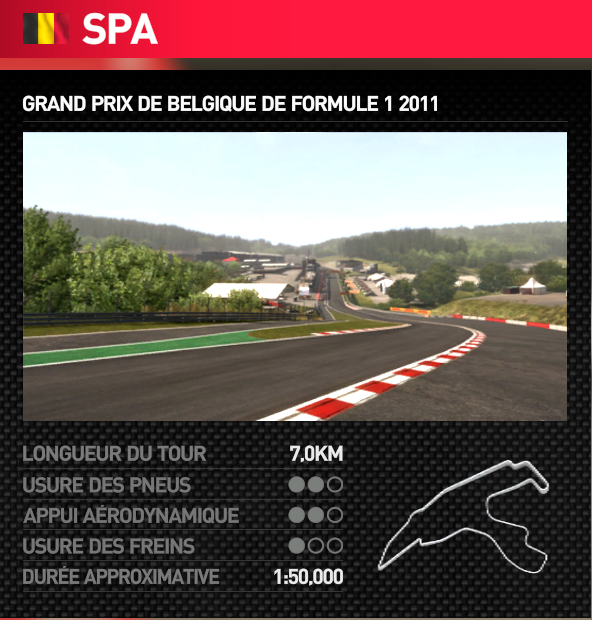 SPA
GRAND PRIX DE BELGIQUE DE FORMULE 1 2011
LONGUEUR DU TOUR 7,0KM
USURE DES PNEUS
APPUI AÉRODYNAMIQUE
USURE DES FREINS
DURÉE APPROXIMATIVE 1:50,000